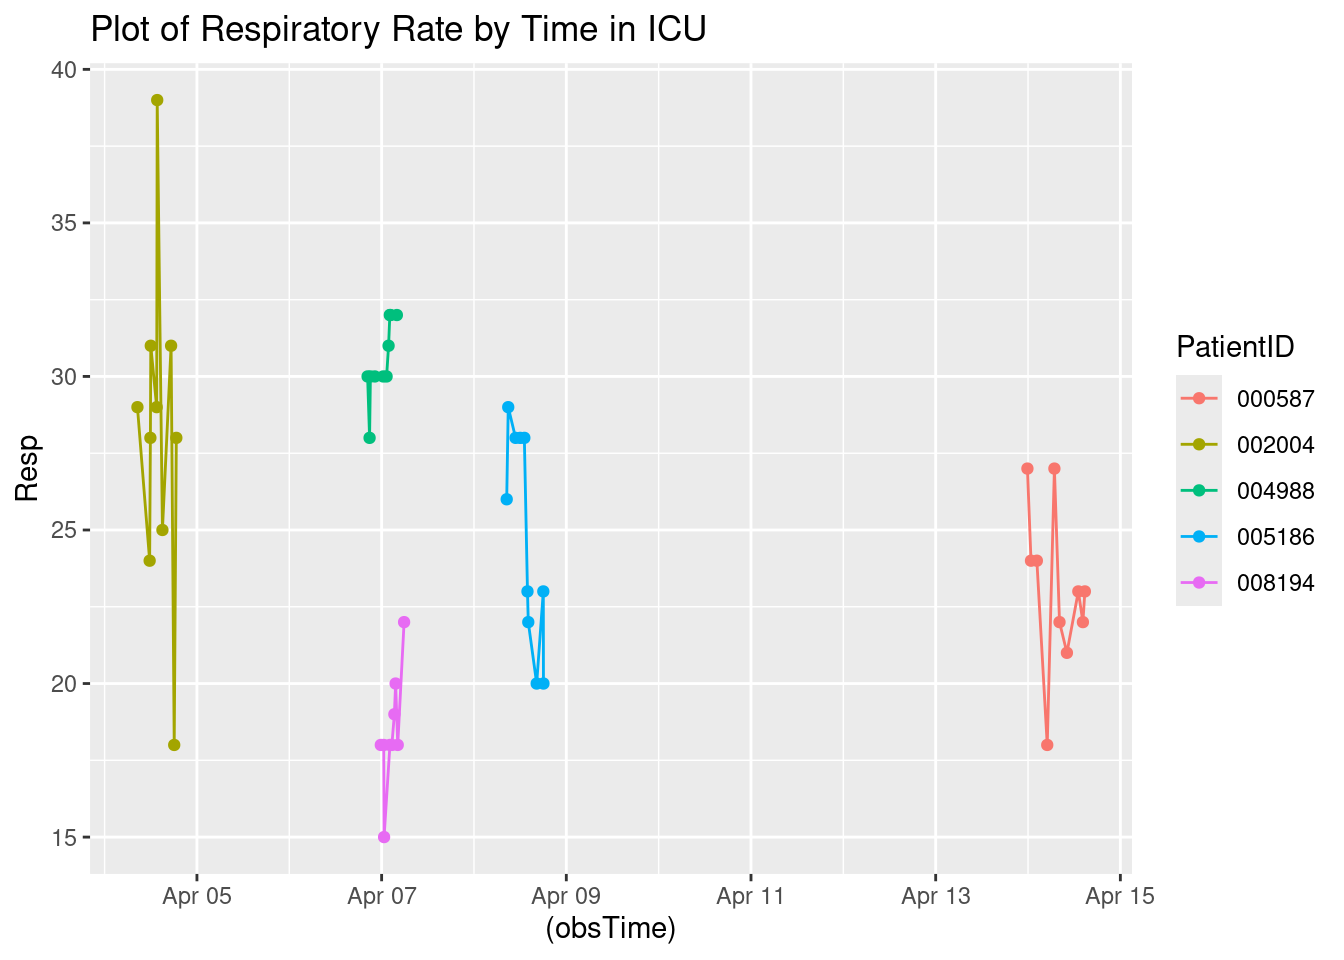 Plot of Respiratory Rate by Time in ICU
40
35
30
25
20
15
Resp
Apr 05
Apr 07
Apr 09
Apr 11
Apr 13
Apr 15
(obsTime)
PatientID
000587
002004
004988
005186
008194